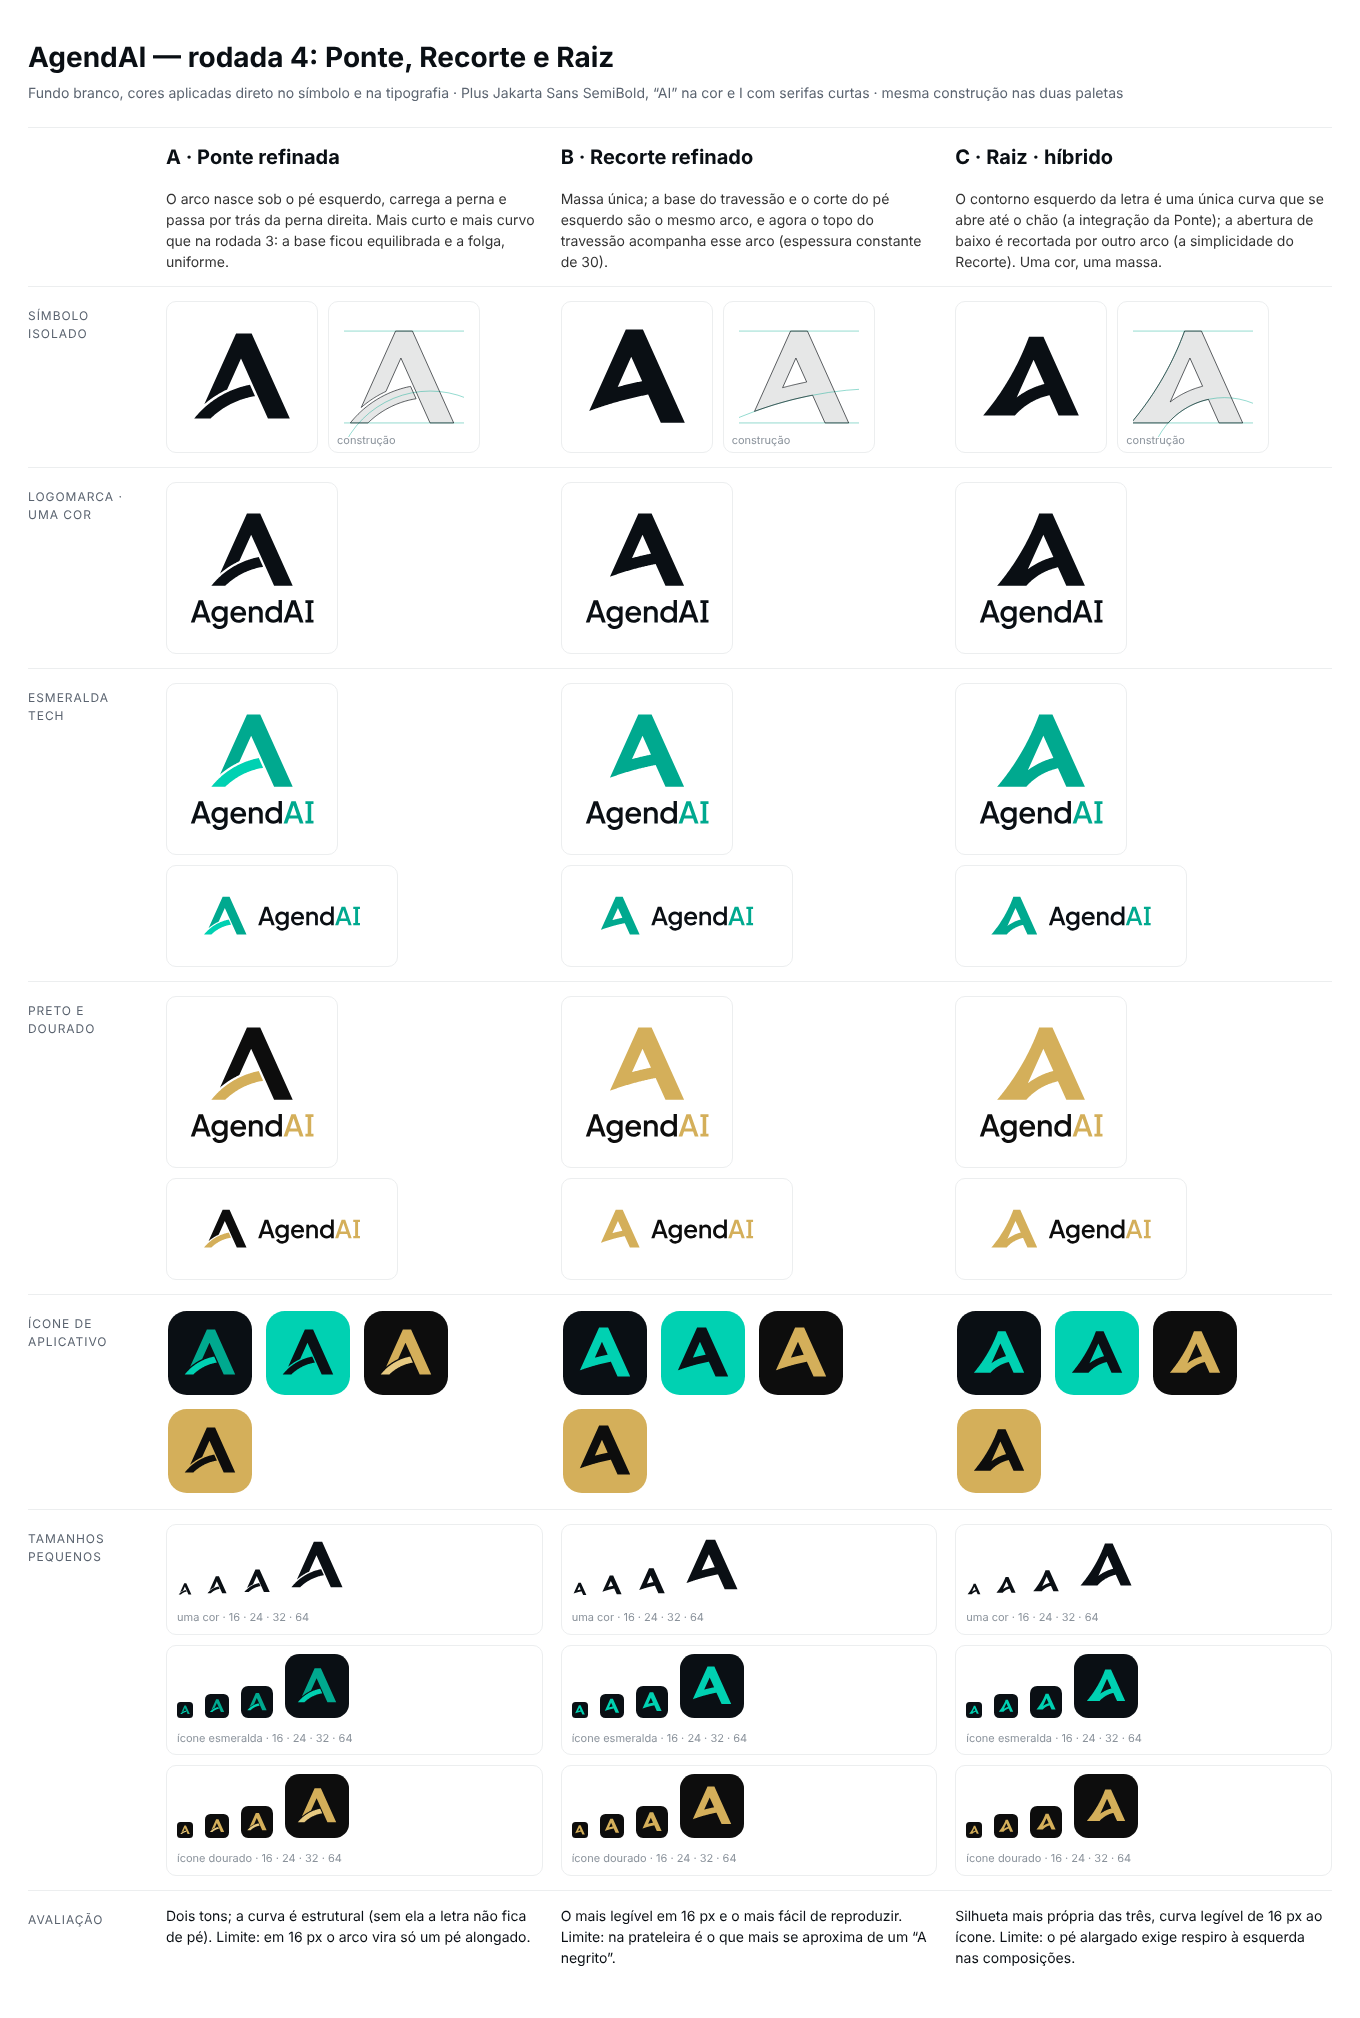 AgendAI — rodada 4: Ponte, Recorte e Raiz
Fundo branco, cores aplicadas direto no símbolo e na tipografia · Plus Jakarta Sans SemiBold, “AI” na cor e I com serifas curtas · mesma construção nas duas paletas
A · Ponte refinada
O arco nasce sob o pé esquerdo, carrega a perna e
passa por trás da perna direita. Mais curto e mais curvo
que na rodada 3: a base ficou equilibrada e a folga,
uniforme.
B · Recorte refinado
Massa única; a base do travessão e o corte do pé
esquerdo são o mesmo arco, e agora o topo do
travessão acompanha esse arco (espessura constante
de 30).
C · Raiz · híbrido
O contorno esquerdo da letra é uma única curva que se
abre até o chão (a integração da Ponte); a abertura de
baixo é recortada por outro arco (a simplicidade do
Recorte). Uma cor, uma massa.
SÍMBOLO
ISOLADO
construção
construção
construção
LOGOMARCA ·
UMA COR
AgendAI
AgendAI
AgendAI
ESMERALDA
TECH
AgendAI
AgendAI
AgendAI
AgendAI
AgendAI
AgendAI
PRETO E
DOURADO
AgendAI
AgendAI
AgendAI
AgendAI
AgendAI
AgendAI
ÍCONE DE
APLICATIVO
TAMANHOS
PEQUENOS
uma cor · 16 · 24 · 32 · 64
uma cor · 16 · 24 · 32 · 64
uma cor · 16 · 24 · 32 · 64
ícone esmeralda · 16 · 24 · 32 · 64
ícone esmeralda · 16 · 24 · 32 · 64
ícone esmeralda · 16 · 24 · 32 · 64
ícone dourado · 16 · 24 · 32 · 64
ícone dourado · 16 · 24 · 32 · 64
ícone dourado · 16 · 24 · 32 · 64
AVALIAÇÃO
Dois tons; a curva é estrutural (sem ela a letra não fica
de pé). Limite: em 16 px o arco vira só um pé alongado.
O mais legível em 16 px e o mais fácil de reproduzir.
Limite: na prateleira é o que mais se aproxima de um “A
negrito”.
Silhueta mais própria das três, curva legível de 16 px ao
ícone. Limite: o pé alargado exige respiro à esquerda
nas composições.